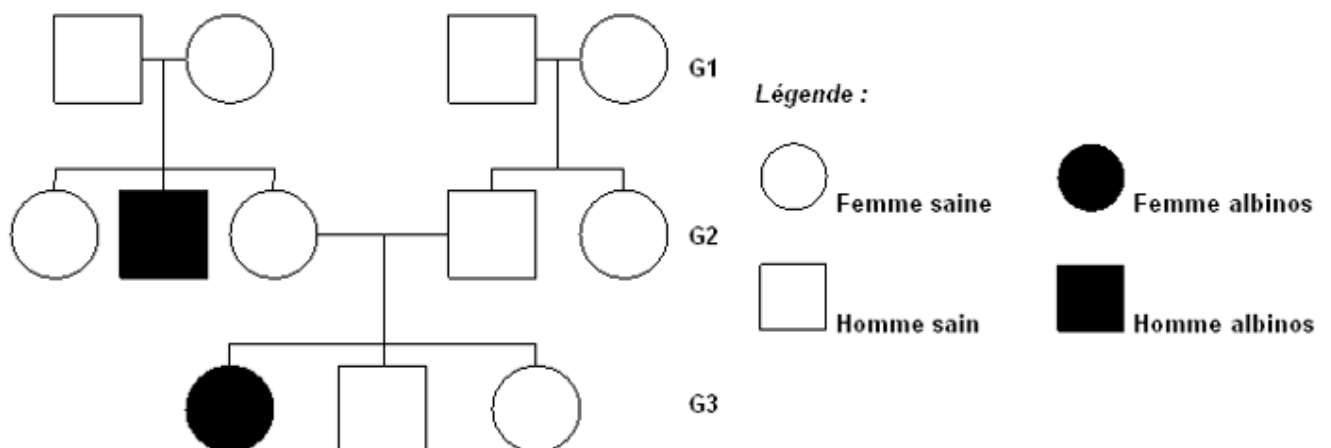 G1
Légende :
Femme saine
Femme albinos
G2
Homme sain
Homme albinos
G3